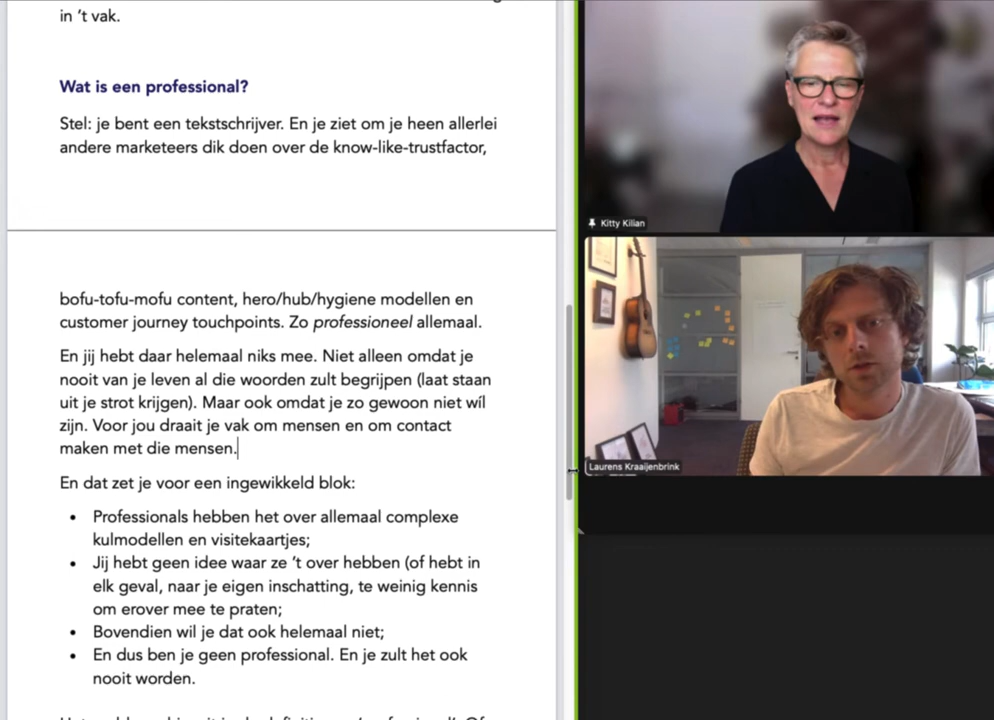 in ’t vak.
Wat is een professional?
Stel: je bent een tekstschrijver. En je ziet om je heen allerlei
andere marketeers dik doen over de know-like-trustfactor,
bofu-tofu-mofu content, hero/hub/hygiene modellen en
customer journey touchpoints. Zo professioneel allemaal.
En jij hebt daar helemaal niks mee. Niet alleen omdat je
nooit van je leven al die woorden zult begrijpen (laat staan
uit je strot krijgen). Maar ook omdat je zo gewoon niet wíl
zijn. Voor jou draait je vak om mensen en om contact
maken met die mensen.
En dat zet je voor een ingewikkeld blok:
• Professionals hebben het over allemaal complexe
kulmodellen en visitekaartjes;
• Jij hebt geen idee waar ze ’t over hebben (of hebt in
elk geval, naar je eigen inschatting, te weinig kennis
om erover mee te praten;
• Bovendien wil je dat ook helemaal niet;
• En dus ben je geen professional. En je zult het ook
nooit worden.
Kitty Kilian
Laurens Kraaijenbrink